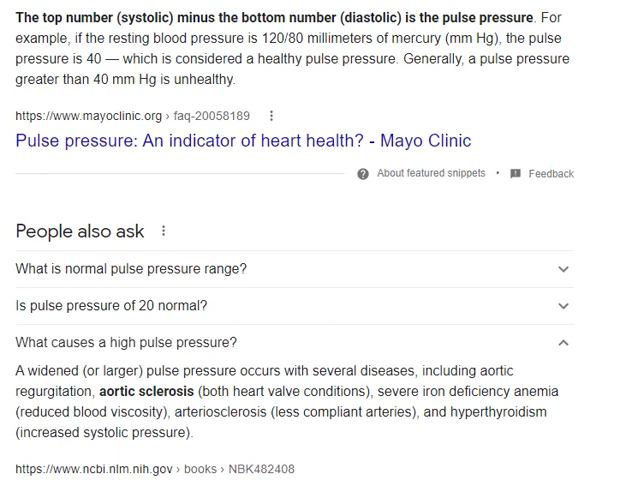 The top number (systolic) minus the bottom number (diastolic) is the pulse pressure. For
example, if the resting blood pressure is 120/80 millimeters of mercury (mm Hg), the pulse
pressure is 40 — which is considered a healthy pulse pressure. Generally, a pulse pressure
greater than 40 mm Hg is unhealthy.
https://www.mayoclinic.org › faq-20058189
Pulse pressure: An indicator of heart health? - Mayo Clinic
About featured snippets • Feedback
People also ask
What is normal pulse pressure range?
Is pulse pressure of 20 normal?
What causes a high pulse pressure?
A widened (or larger) pulse pressure occurs with several diseases, including aortic
regurgitation, aortic sclerosis (both heart valve conditions), severe iron deficiency anemia
(reduced blood viscosity), arteriosclerosis (less compliant arteries), and hyperthyroidism
(increased systolic pressure).
https://www.ncbi.nlm.nih.gov › books › NBK482408